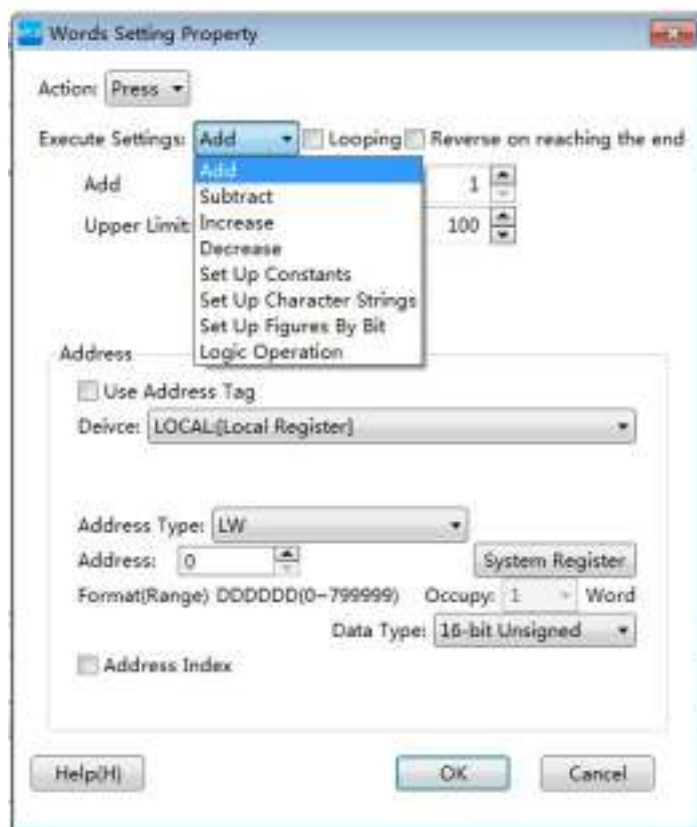 Words Setting Property
Action: Press
Execute Settings: Add Looping Reverse on reaching the end
Add
Add 1
Subtract
Upper Limit: 100
Increase
Decrease
Set Up Constants
Set Up Character Strings
Set Up Figures By Bit
Logic Operation
Address
Use Address Tag
Deivce: LOCAL:[Local Register]
Address Type: LW
Address: 0 System Register
Format(Range) DDDDDD(0~799999) Occupy: 1 Word
Data Type: 16-bit Unsigned
Address Index
Help(H) OK Cancel